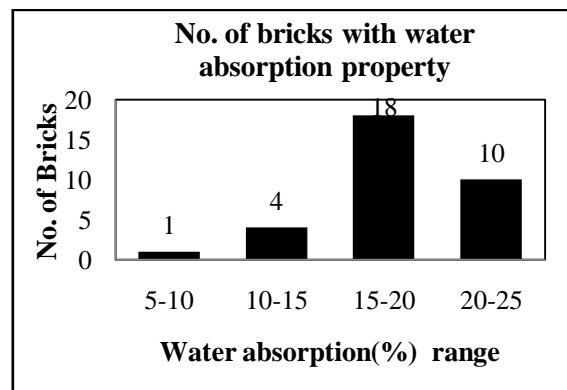 No. of bricks with water
absorption property
No. of Bricks
20
15
10
5
0
1
4
18
10
5-10 10-15 15-20 20-25
Water absorption(%) range